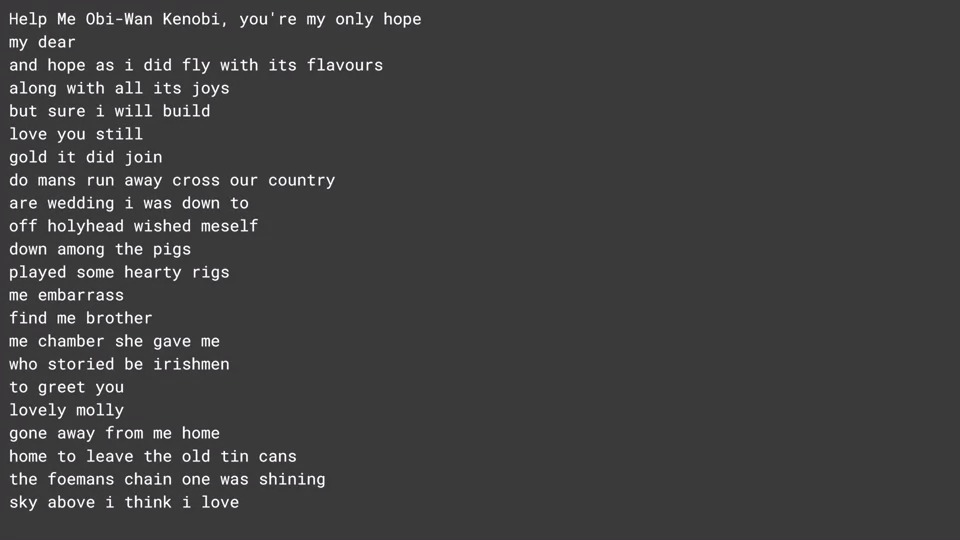 Help Me Obi-Wan Kenobi, you're my only hope
my dear
and hope as i did fly with its flavours
along with all its joys
but sure i will build
love you still
gold it did join
do mans run away cross our country
are wedding i was down to
off holyhead wished meself
down among the pigs
played some hearty rigs
me embarrass
find me brother
me chamber she gave me
who storied be irishmen
to greet you
lovely molly
gone away from me home
home to leave the old tin cans
the foemans chain one was shining
sky above i think i love